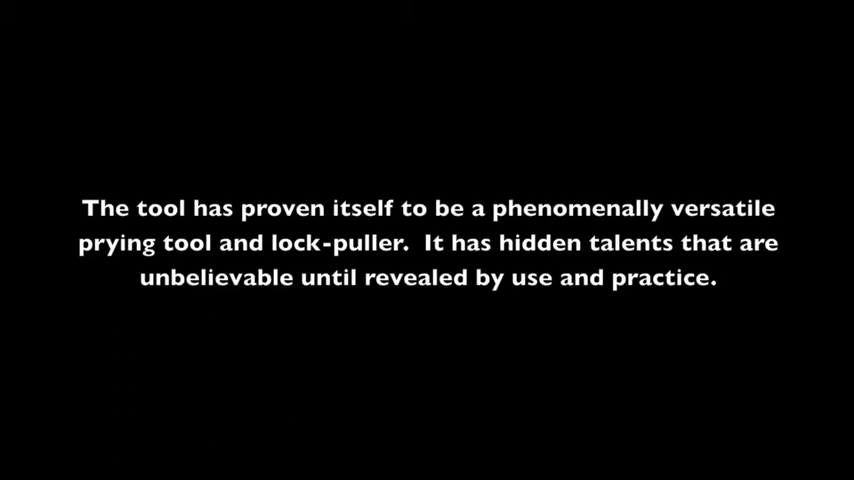 The tool has proven itself to be a phenomenally versatile
prying tool and lock-puller.  It has hidden talents that are
unbelievable until revealed by use and practice.